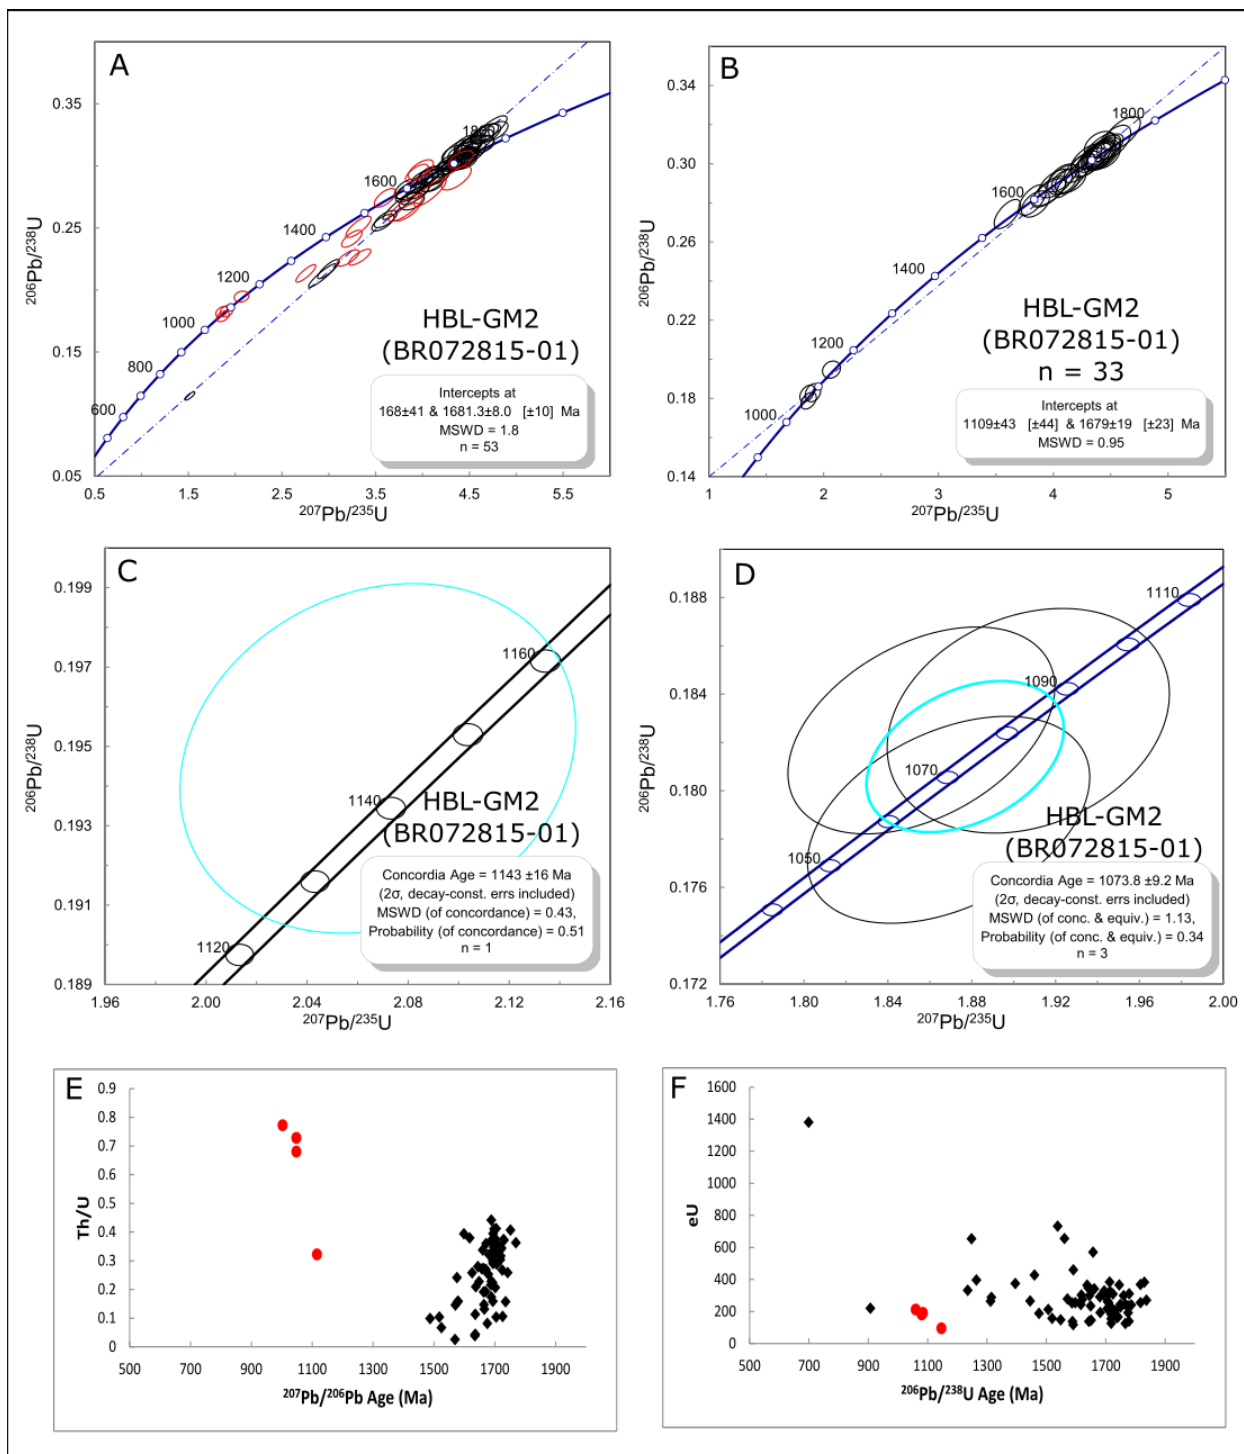 A
0.35
0.25
0.15
0.05
206Pb/238U
1800
1600
1400
1200
1000
800
600
HBL-GM2
(BR072815-01)
Intercepts at
168±41 & 1681.3±8.0 [±10] Ma
MSWD = 1.8
n = 53
0.5 1.5 2.5 3.5 4.5 5.5
207Pb/235U
B
0.34
0.30
0.26
0.22
0.18
0.14
206Pb/238U
1800
1600
1400
1200
1000
HBL-GM2
(BR072815-01)
n = 33
Intercepts at
1109±43 [±44] & 1679±19 [±23] Ma
MSWD = 0.95
1 2 3 4 5
207Pb/235U
C
0.199
0.197
0.195
0.193
0.191
0.189
206Pb/238U
1160
1140
1120
HBL-GM2
(BR072815-01)
Concordia Age = 1143 ±16 Ma
(2σ, decay-const. errs included)
MSWD (of concordance) = 0.43,
Probability (of concordance) = 0.51
n = 1
1.96 2.00 2.04 2.08 2.12 2.16
207Pb/235U
D
0.188
0.184
0.180
0.176
0.172
206Pb/238U
1110
1090
1070
1050
HBL-GM2
(BR072815-01)
Concordia Age = 1073.8 ±9.2 Ma
(2σ, decay-const. errs included)
MSWD (of conc. & equiv.) = 1.13,
Probability (of conc. & equiv.) = 0.34
n = 3
1.76 1.80 1.84 1.88 1.92 1.96 2.00
207Pb/235U
E
0.9
0.8
0.7
0.6
0.5
0.4
0.3
0.2
0.1
0
Th/U
500 700 900 1100 1300 1500 1700 1900
207Pb/206Pb Age (Ma)
F
1600
1400
1200
1000
800
600
400
200
0
eU
500 700 900 1100 1300 1500 1700 1900
206Pb/238U Age (Ma)